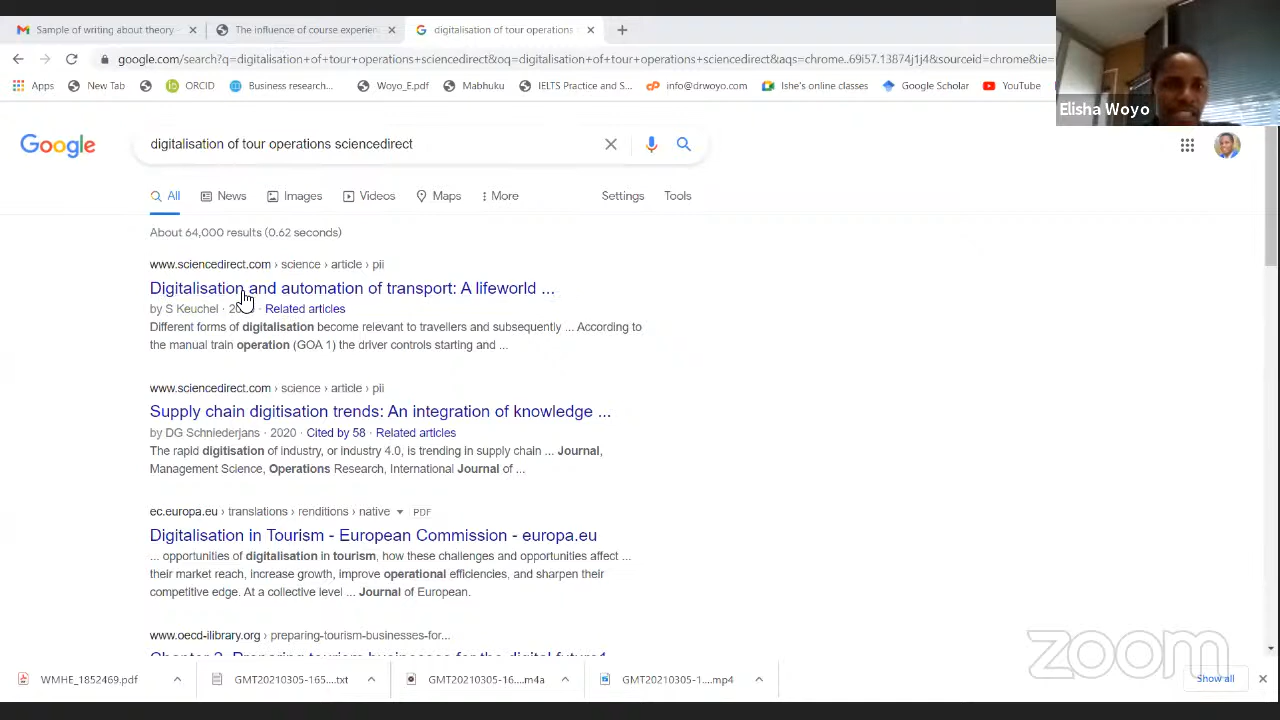 Sample of writing about theory
The influence of course experien
digitalisation of tour operations
google.com/search?q=digitalisation+of+tour+operations+sciencedirect&oq=digitalisation+of+tour+operations+sciencedirect&aqs=chrome..69i57.13874j1j4&sourceid=chrome&ie=
Apps
New Tab
ORCID
Business research...
Woyo_E.pdf
Mabhuku
IELTS Practice and S...
info@drwoyo.com
Ishe's online classes
Google Scholar
YouTube
Elisha Woyo
Google
digitalisation of tour operations sciencedirect
All
News
Images
Videos
Maps
More
Settings
Tools
About 64,000 results (0.62 seconds)
www.sciencedirect.com › science › article › pii
Digitalisation and automation of transport: A lifeworld ...
by S Keuchel · Related articles
Different forms of digitalisation become relevant to travellers and subsequently ... According to
the manual train operation (GOA 1) the driver controls starting and ...
www.sciencedirect.com › science › article › pii
Supply chain digitisation trends: An integration of knowledge ...
by DG Schniederjans · 2020 · Cited by 58 · Related articles
The rapid digitisation of industry, or industry 4.0, is trending in supply chain ... Journal,
Management Science, Operations Research, International Journal of ...
ec.europa.eu › translations › renditions › native PDF
Digitalisation in Tourism - European Commission - europa.eu
... opportunities of digitalisation in tourism, how these challenges and opportunities affect ...
their market reach, increase growth, improve operational efficiencies, and sharpen their
competitive edge. At a collective level ... Journal of European.
www.oecd-ilibrary.org › preparing-tourism-businesses-for...
Chapter 2. Preparing tourism businesses for the digital future1
zoom
WMHE_1852469.pdf
GMT20210305-165....txt
GMT20210305-16....m4a
GMT20210305-1....mp4
Show all